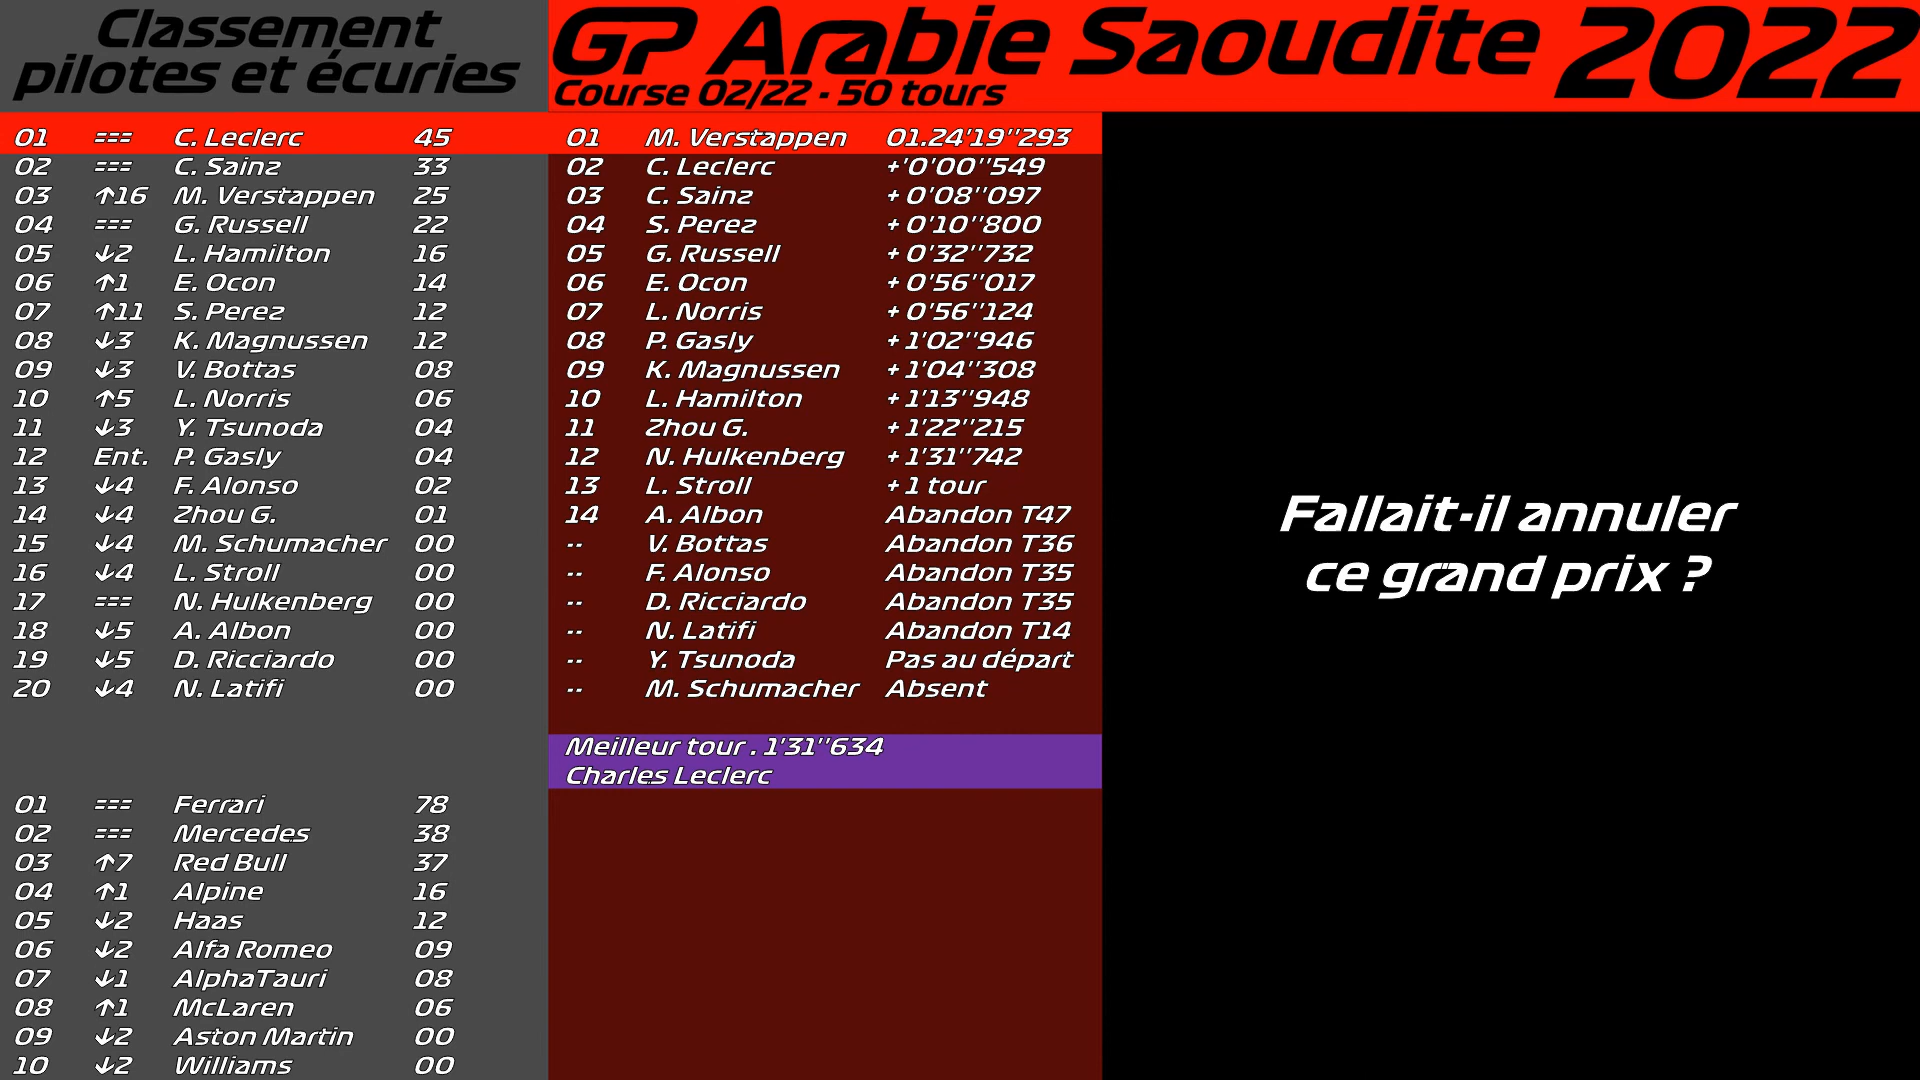 Classement
pilotes et écuries
GP Arabie Saoudite 2022
Course 02/22 - 50 tours
01 === C. Leclerc 45
02 === C. Sainz 33
03 ↑16 M. Verstappen 25
04 === G. Russell 22
05 ↓2 L. Hamilton 16
06 ↑1 E. Ocon 14
07 ↑11 S. Perez 12
08 ↓3 K. Magnussen 12
09 ↓3 V. Bottas 08
10 ↑5 L. Norris 06
11 ↓3 Y. Tsunoda 04
12 Ent. P. Gasly 04
13 ↓4 F. Alonso 02
14 ↓4 Zhou G. 01
15 ↓4 M. Schumacher 00
16 ↓4 L. Stroll 00
17 === N. Hulkenberg 00
18 ↓5 A. Albon 00
19 ↓5 D. Ricciardo 00
20 ↓4 N. Latifi 00
01 === Ferrari 78
02 === Mercedes 38
03 ↑7 Red Bull 37
04 ↑1 Alpine 16
05 ↓2 Haas 12
06 ↓2 Alfa Romeo 09
07 ↓1 AlphaTauri 08
08 ↑1 McLaren 06
09 ↓2 Aston Martin 00
10 ↓2 Williams 00
01 M. Verstappen 01.24'19''293
02 C. Leclerc +'0'00''549
03 C. Sainz + 0'08''097
04 S. Perez + 0'10''800
05 G. Russell + 0'32''732
06 E. Ocon + 0'56''017
07 L. Norris + 0'56''124
08 P. Gasly + 1'02''946
09 K. Magnussen + 1'04''308
10 L. Hamilton + 1'13''948
11 Zhou G. + 1'22''215
12 N. Hulkenberg + 1'31''742
13 L. Stroll + 1 tour
14 A. Albon Abandon T47
-- V. Bottas Abandon T36
-- F. Alonso Abandon T35
-- D. Ricciardo Abandon T35
-- N. Latifi Abandon T14
-- Y. Tsunoda Pas au départ
-- M. Schumacher Absent
Meilleur tour . 1'31''634
Charles Leclerc
Fallait-il annuler
ce grand prix ?